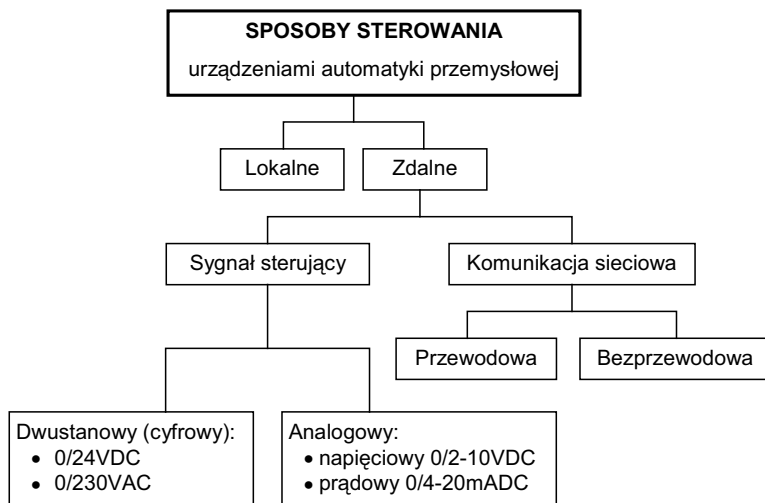 SPOSOBY STEROWANIA
urządzeniami automatyki przemysłowej
Lokalne
Zdalne
Sygnał sterujący
Komunikacja sieciowa
Przewodowa
Bezprzewodowa
Dwustanowy (cyfrowy):
• 0/24VDC
• 0/230VAC
Analogowy:
• napięciowy 0/2-10VDC
• prądowy 0/4-20mADC